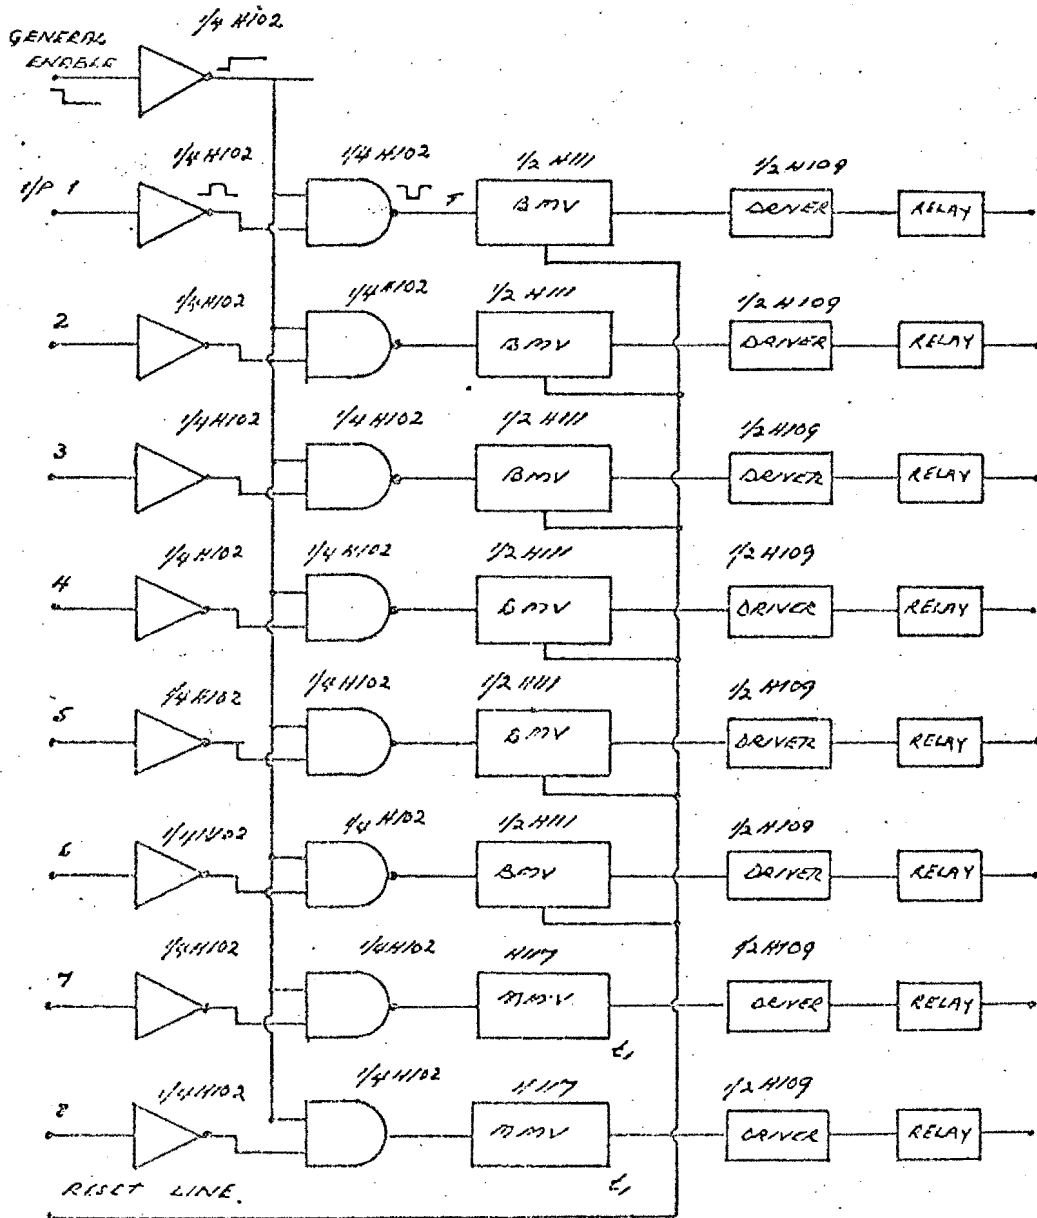 1/4 H102
GENERAL
ENABLE
1/4 H102 1/4 H102 1/2 H111 1/2 H109
I/P 1 T BMV DRIVER RELAY
1/4 H102 1/4 H102 1/2 H111 1/2 H109
2 BMV DRIVER RELAY
1/4 H102 1/4 H102 1/2 H111 1/2 H109
3 BMV DRIVER RELAY
1/4 H102 1/4 H102 1/2 H111 1/2 H109
4 BMV DRIVER RELAY
1/4 H102 1/4 H102 1/2 H111 1/2 H109
5 BMV DRIVER RELAY
1/4 H102 1/4 H102 1/2 H111 1/2 H109
6 BMV DRIVER RELAY
1/4 H102 1/4 H102 H117 1/2 H109
7 MMV DRIVER RELAY
t1
1/4 H102 1/4 H102 H117 1/2 H109
8 MMV DRIVER RELAY
t1
RESET LINE.